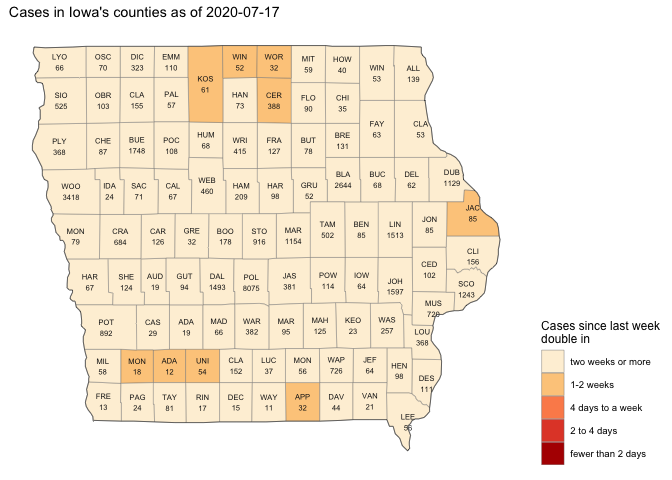 Cases in Iowa's counties as of 2020-07-17
LYO OSC DIC EMM WIN WOR MIT HOW
66 70 323 110 52 32 59 40
WIN ALL
53 139
KOS
61
SIO OBR CLA PAL HAN CER FLO CHI
525 103 155 57 73 388 90 35
FAY CLA
63 53
PLY CHE BUE POC HUM WRI FRA BUT BRE
368 87 1748 108 68 415 127 78 131
BLA BUC DEL DUB
2644 68 62 1129
WOO IDA SAC CAL WEB HAM HAR GRU
3418 24 71 67 460 209 98 52
JAC
85
MON CRA CAR GRE BOO STO MAR TAM BEN LIN JON
79 684 126 32 178 916 1154 502 85 1513 85
CLI
156
CED
102
HAR SHE AUD GUT DAL POL JAS POW IOW JOH SCO
67 124 19 94 1493 8075 381 114 64 1597 1243
MUS
729
POT CAS ADA MAD WAR MAR MAH KEO WAS LOU
892 29 19 66 382 95 125 23 257 368
MIL MON ADA UNI CLA LUC MON WAP JEF HEN
58 18 12 54 152 37 56 726 64 98
DES
111
FRE PAG TAY RIN DEC WAY APP DAV VAN
13 24 81 17 15 11 32 44 21
LEE
Cases since last week
double in
two weeks or more
1-2 weeks
4 days to a week
2 to 4 days
fewer than 2 days